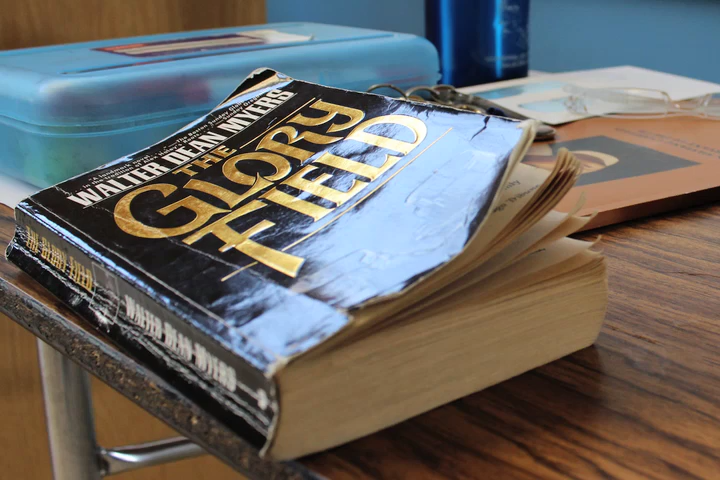 WALTER DEAN MYERS
THE
GLORY
FIELD
THE GLORY FIELD
WALTER DEAN MYERS